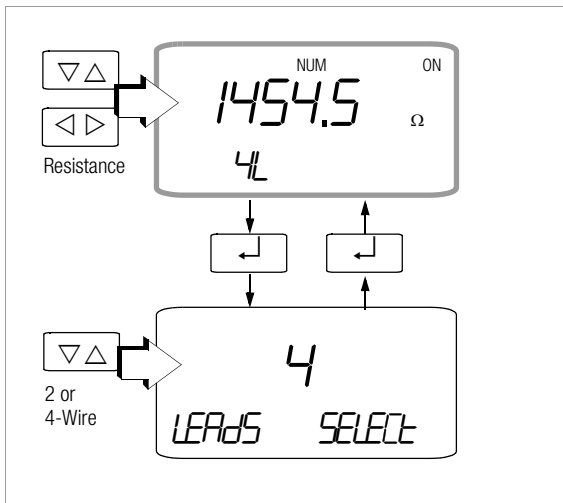 NUM ON
1454.5 Ω
4L
Resistance
4
2 or
4-Wire
LEAdS SELECt